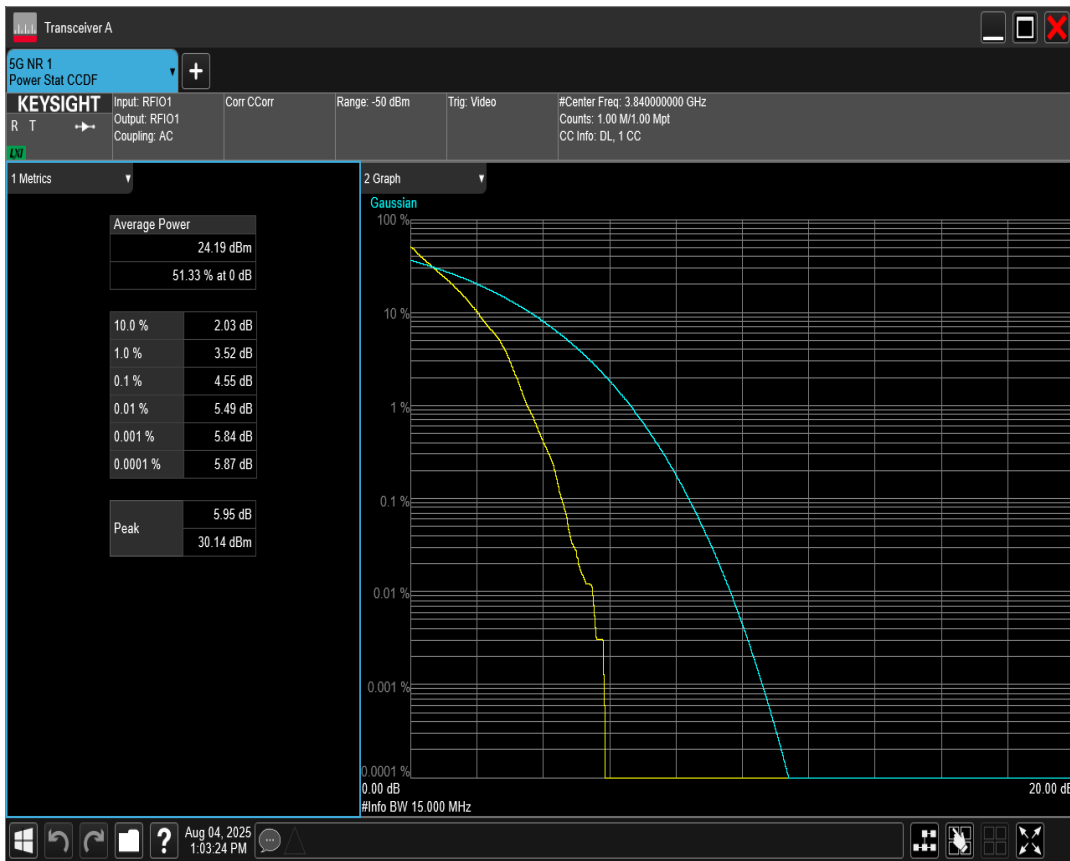 Transceiver A
5G NR 1
Power Stat CCDF
+
KEYSIGHT
R T
LXI
Input: RFIO1
Output: RFIO1
Coupling: AC
Corr CCorr
Range: -50 dBm
Trig: Video
#Center Freq: 3.840000000 GHz
Counts: 1.00 M/1.00 Mpt
CC Info: DL, 1 CC
1 Metrics
Average Power
24.19 dBm
51.33 % at 0 dB
10.0 % 2.03 dB
1.0 % 3.52 dB
0.1 % 4.55 dB
0.01 % 5.49 dB
0.001 % 5.84 dB
0.0001 % 5.87 dB
Peak
5.95 dB
30.14 dBm
2 Graph
Gaussian
100 %
10 %
1 %
0.1 %
0.01 %
0.001 %
0.0001 %
0.00 dB 20.00 dB
#Info BW 15.000 MHz
?
Aug 04, 2025
1:03:24 PM